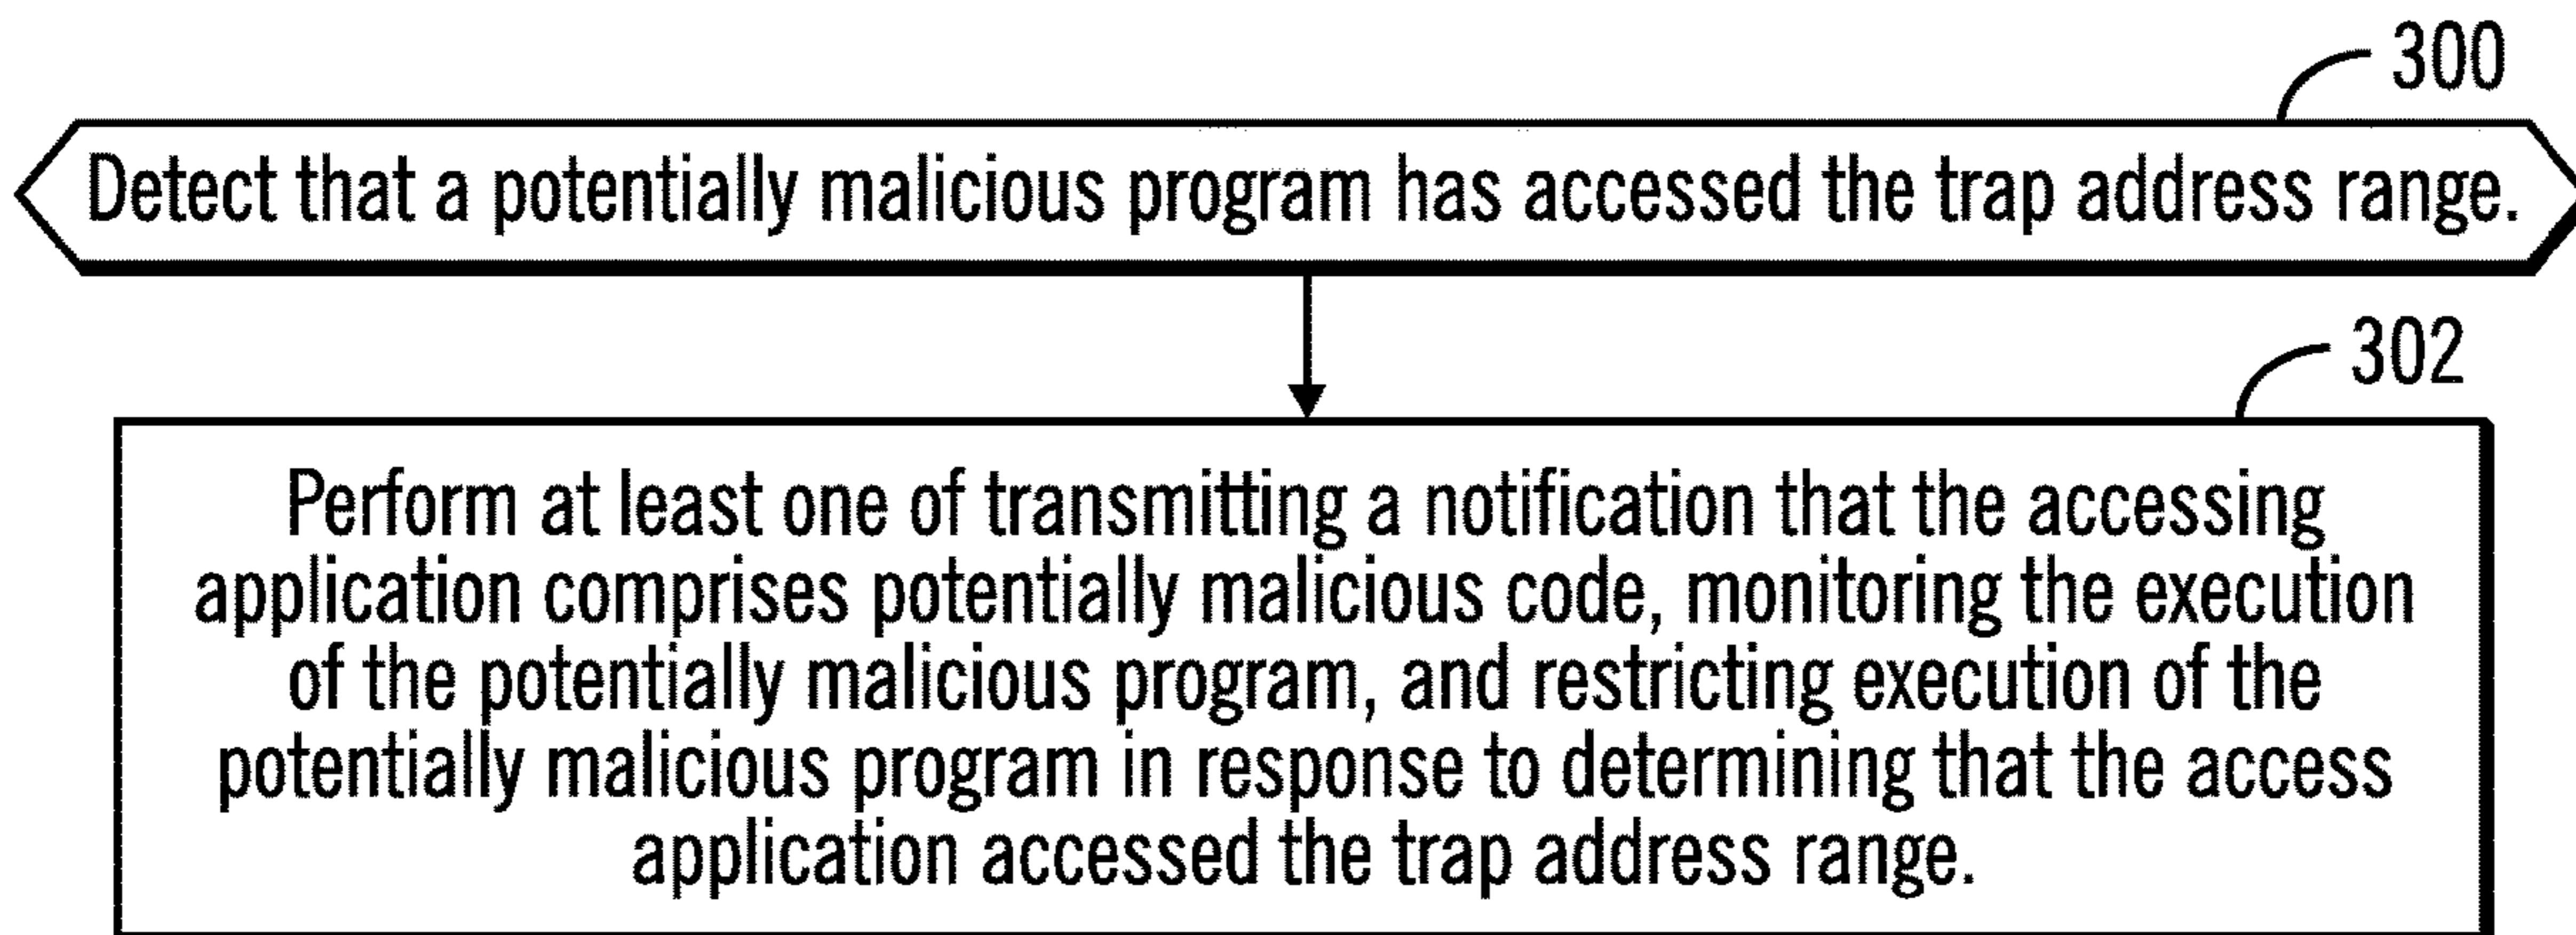 300
Detect that a potentially malicious program has accessed the trap address range.
302
Perform at least one of transmitting a notification that the accessing
application comprises potentially malicious code, monitoring the execution
of the potentially malicious program, and restricting execution of the
potentially malicious program in response to determining that the access
application accessed the trap address range.